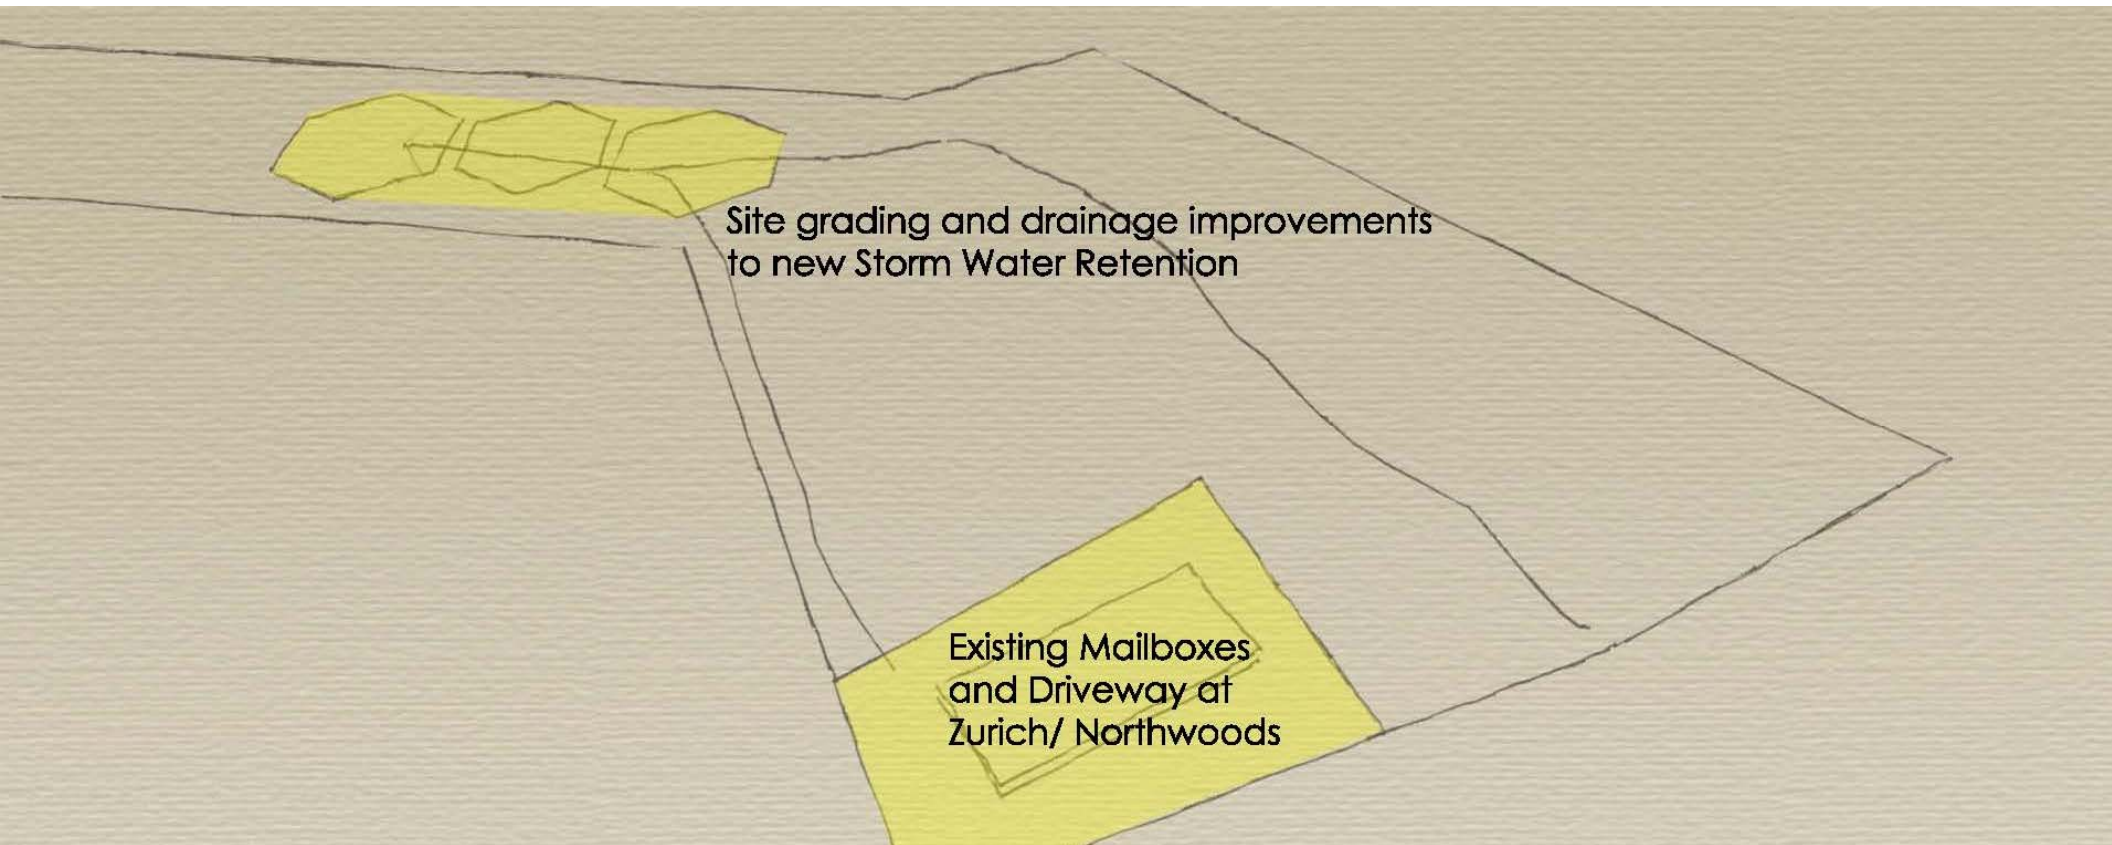 Site grading and drainage improvements
to new Storm Water Retention
Existing Mailboxes
and Driveway at
Zurich/ Northwoods